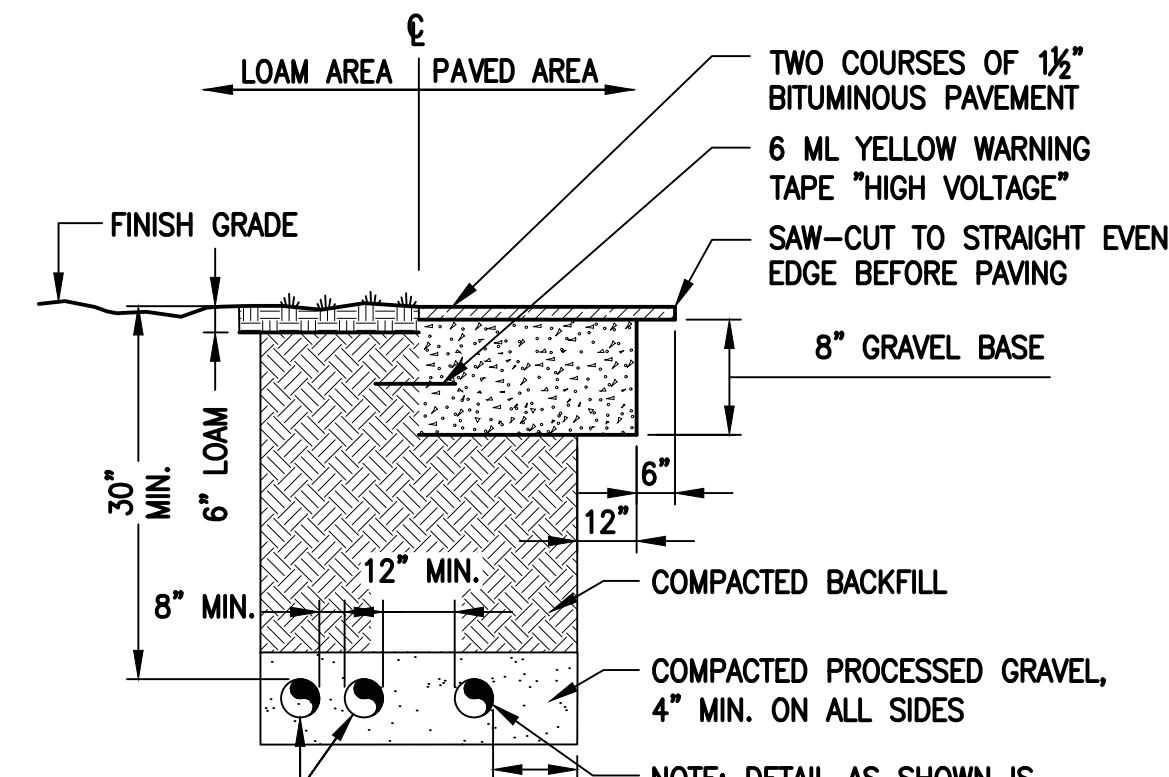 ℄
LOAM AREA
PAVED AREA
TWO COURSES OF 1½"
BITUMINOUS PAVEMENT
6 ML YELLOW WARNING
TAPE "HIGH VOLTAGE"
SAW-CUT TO STRAIGHT EVEN
EDGE BEFORE PAVING
FINISH GRADE
8" GRAVEL BASE
30"
MIN.
6" LOAM
6"
12"
12" MIN.
8" MIN.
COMPACTED BACKFILL
COMPACTED PROCESSED GRAVEL,
4" MIN. ON ALL SIDES
NOTE: DETAIL AS SHOWN IS